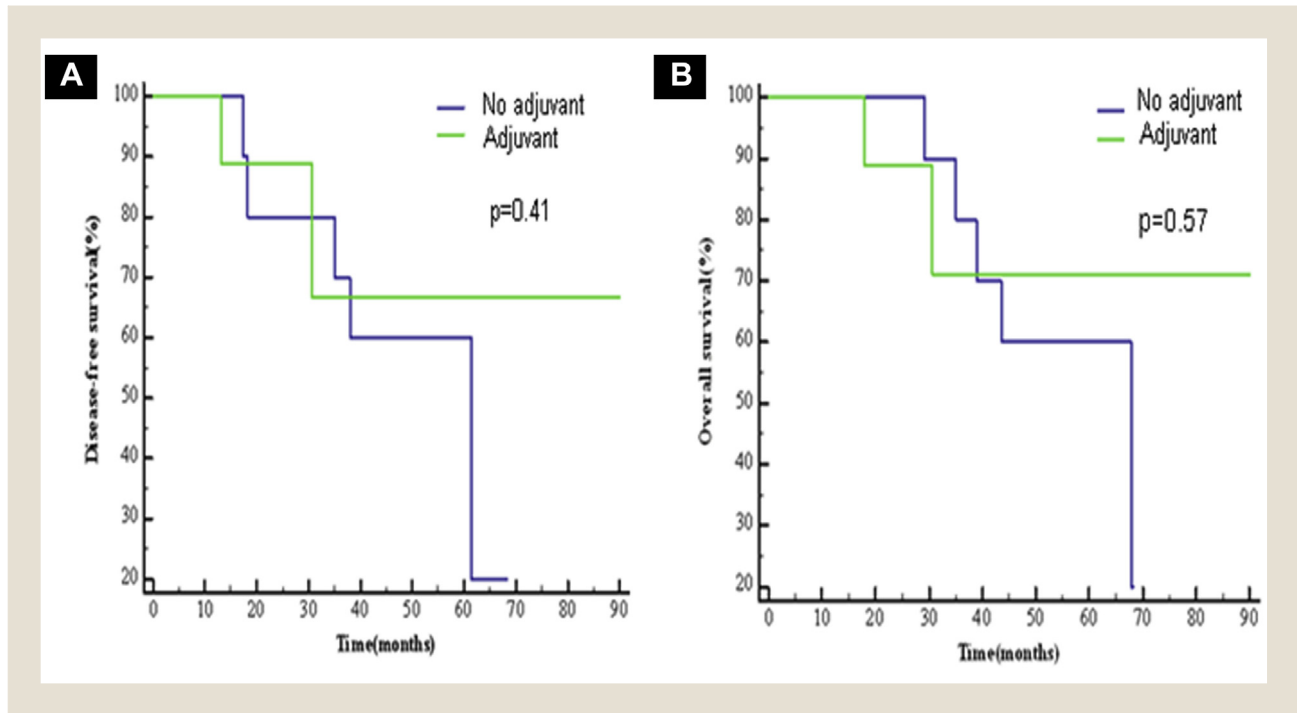 A
100
90
80
70
60
50
40
30
20
Disease-free survival(%)
No adjuvant
Adjuvant
p=0.41
0 10 20 30 40 50 60 70 80 90
Time(months)
B
100
90
80
70
60
50
40
30
20
Overall survival(%)
No adjuvant
Adjuvant
p=0.57
0 10 20 30 40 50 60 70 80 90
Time(months)